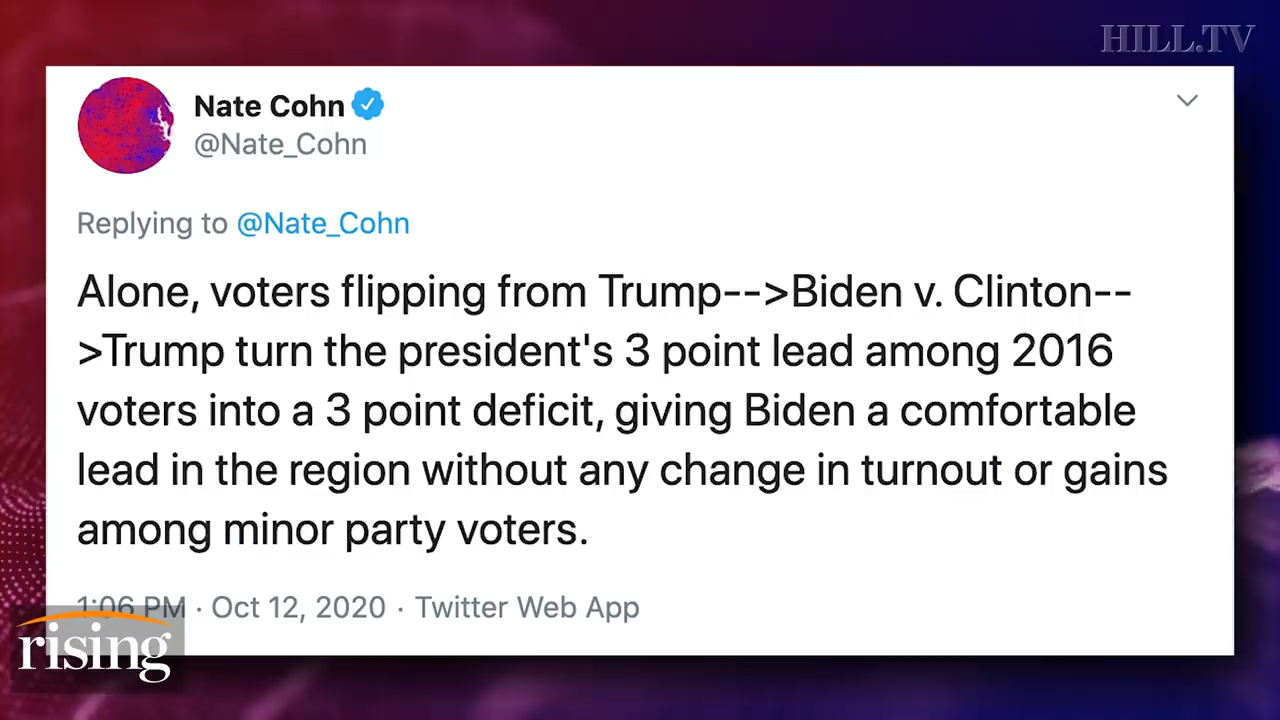 HILL.TV
Nate Cohn
@Nate_Cohn
Replying to @Nate_Cohn
Alone, voters flipping from Trump-->Biden v. Clinton--
>Trump turn the president's 3 point lead among 2016
voters into a 3 point deficit, giving Biden a comfortable
lead in the region without any change in turnout or gains
among minor party voters.
1:06 PM · Oct 12, 2020 · Twitter Web App
rising